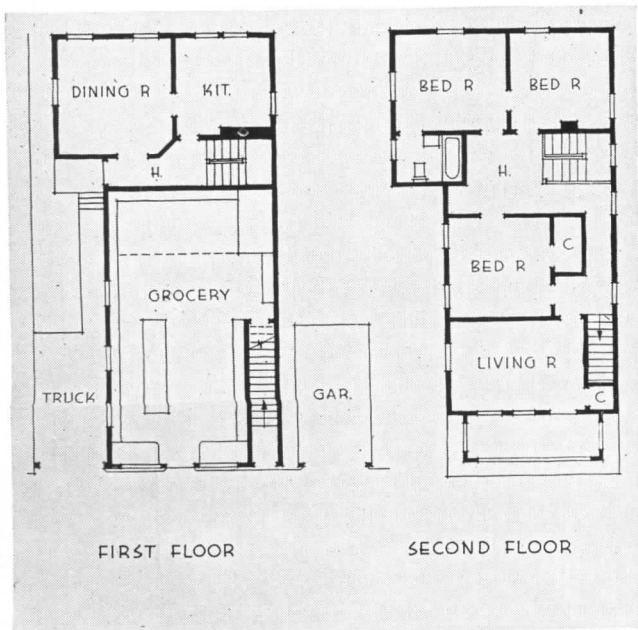 DINING R
KIT.
H.
GROCERY
TRUCK
GAR.
FIRST FLOOR
BED R
BED R
H.
BED R
C
LIVING R
C
SECOND FLOOR